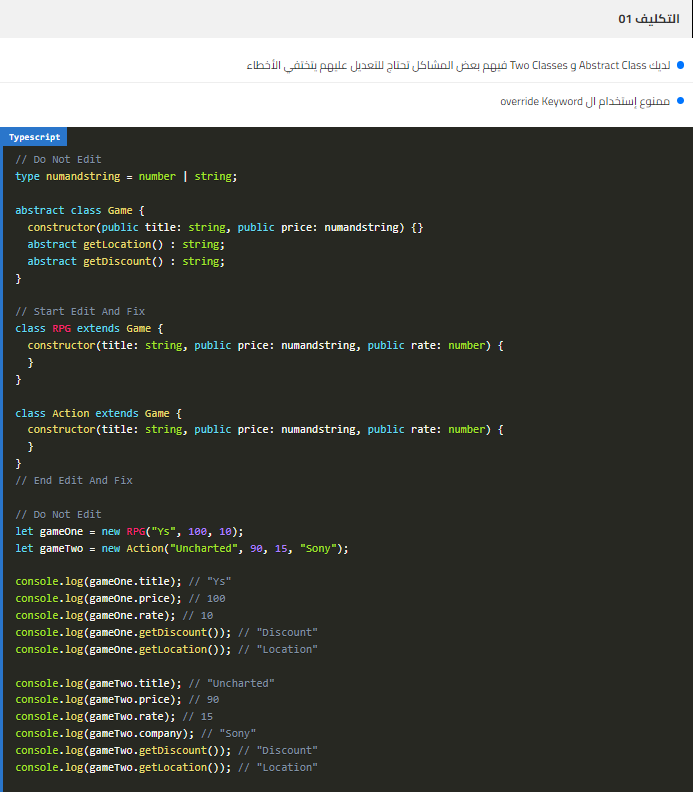 التكليف 01
لديك Abstract Class و Two Classes فيهم بعض المشاكل تحتاج للتعديل عليهم بتختفي الأخطاء
ممنوع إستخدام ال override Keyword
Typescript
// Do Not Edit
type numandstring = number | string;

abstract class Game {
  constructor(public title: string, public price: numandstring) {}
  abstract getLocation() : string;
  abstract getDiscount() : string;
}

// Start Edit And Fix
class RPG extends Game {
  constructor(title: string, public price: numandstring, public rate: number) {
  }
}

class Action extends Game {
  constructor(title: string, public price: numandstring, public rate: number) {
  }
}
// End Edit And Fix

// Do Not Edit
let gameOne = new RPG("Ys", 100, 10);
let gameTwo = new Action("Uncharted", 90, 15, "Sony");

console.log(gameOne.title); // "Ys"
console.log(gameOne.price); // 100
console.log(gameOne.rate); // 10
console.log(gameOne.getDiscount()); // "Discount"
console.log(gameOne.getLocation()); // "Location"

console.log(gameTwo.title); // "Uncharted"
console.log(gameTwo.price); // 90
console.log(gameTwo.rate); // 15
console.log(gameTwo.company); // "Sony"
console.log(gameTwo.getDiscount()); // "Discount"
console.log(gameTwo.getLocation()); // "Location"